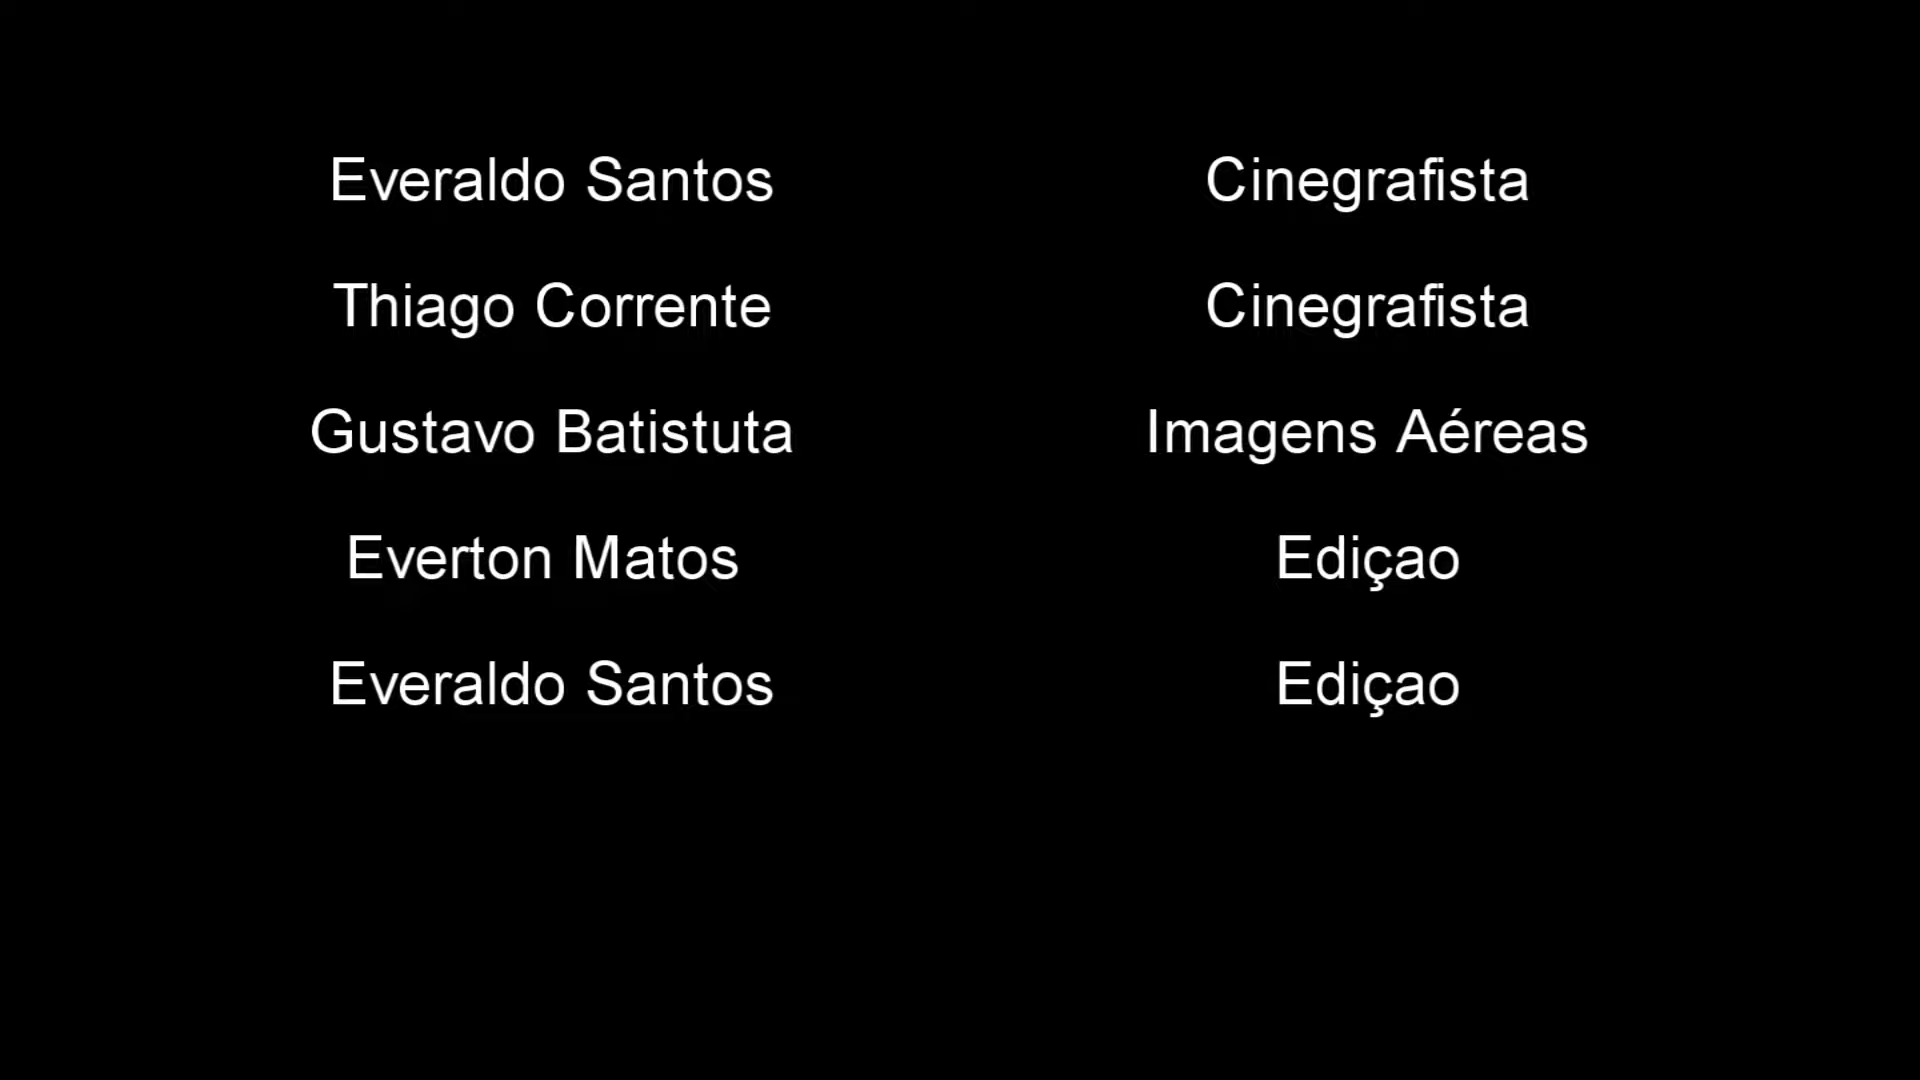 Everaldo Santos Cinegrafista
Thiago Corrente Cinegrafista
Gustavo Batistuta Imagens Aéreas
Everton Matos Ediçao
Everaldo Santos Ediçao